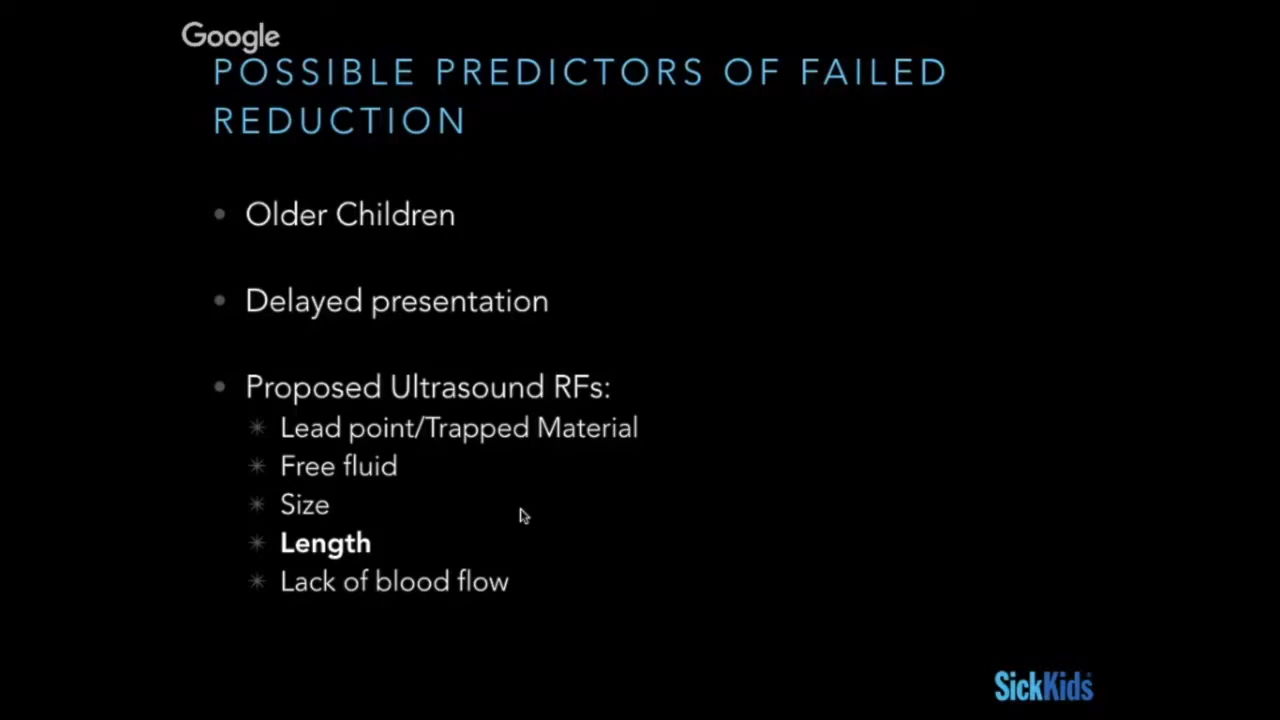 Google
POSSIBLE PREDICTORS OF FAILED
REDUCTION
Older Children
Delayed presentation
Proposed Ultrasound RFs:
Lead point/Trapped Material
Free fluid
Size
Length
Lack of blood flow
SickKids